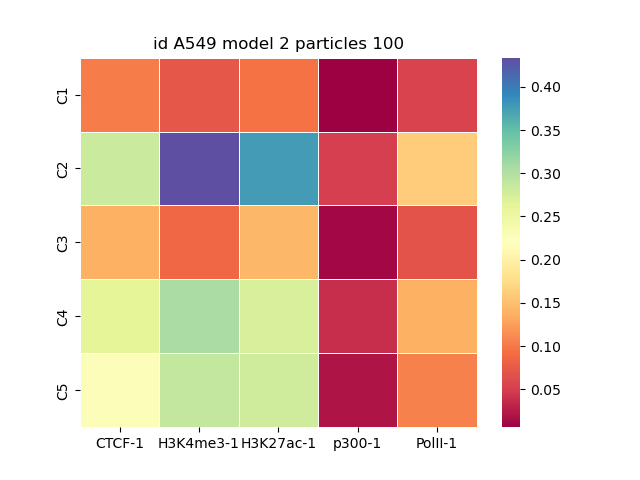 id A549 model 2 particles 100
C1
C2
C3
C4
C5
CTCF-1 H3K4me3-1 H3K27ac-1 p300-1 PolII-1
0.40
0.35
0.30
0.25
0.20
0.15
0.10
0.05